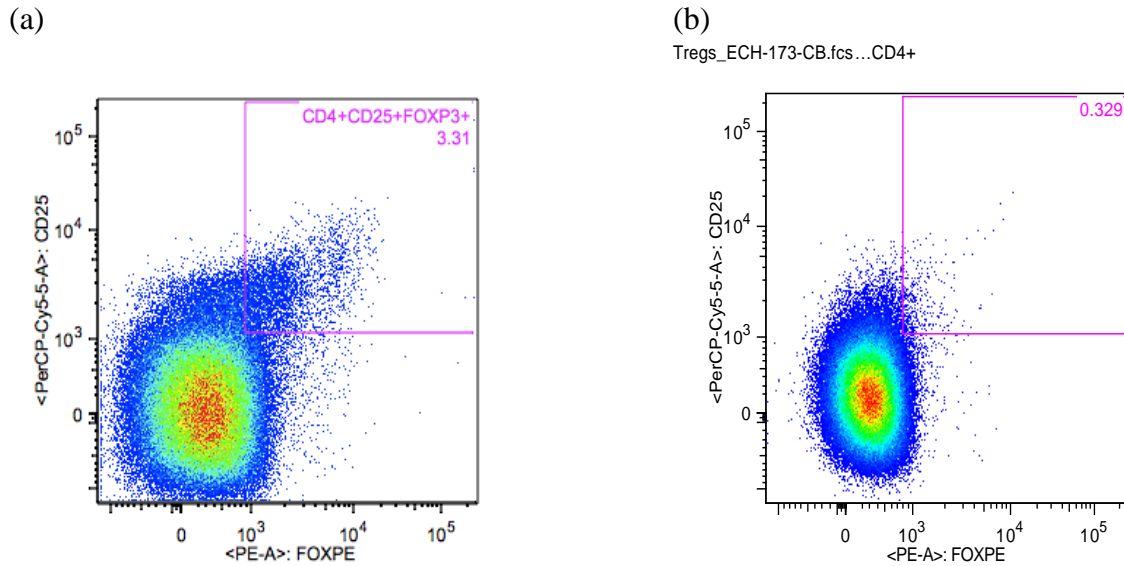 (a)
(b)
Tregs_ECH-173-CB.fcs...CD4+
CD4+CD25+FOXP3+
3.31
10⁵
10⁴
10³
0
<PerCP-Cy5-5-A>: CD25
0 10³ 10⁴ 10⁵
<PE-A>: FOXPE
0.329
10⁵
10⁴
10³
0
<PerCP-Cy5-5-A>: CD25
0 10³ 10⁴ 10⁵
<PE-A>: FOXPE